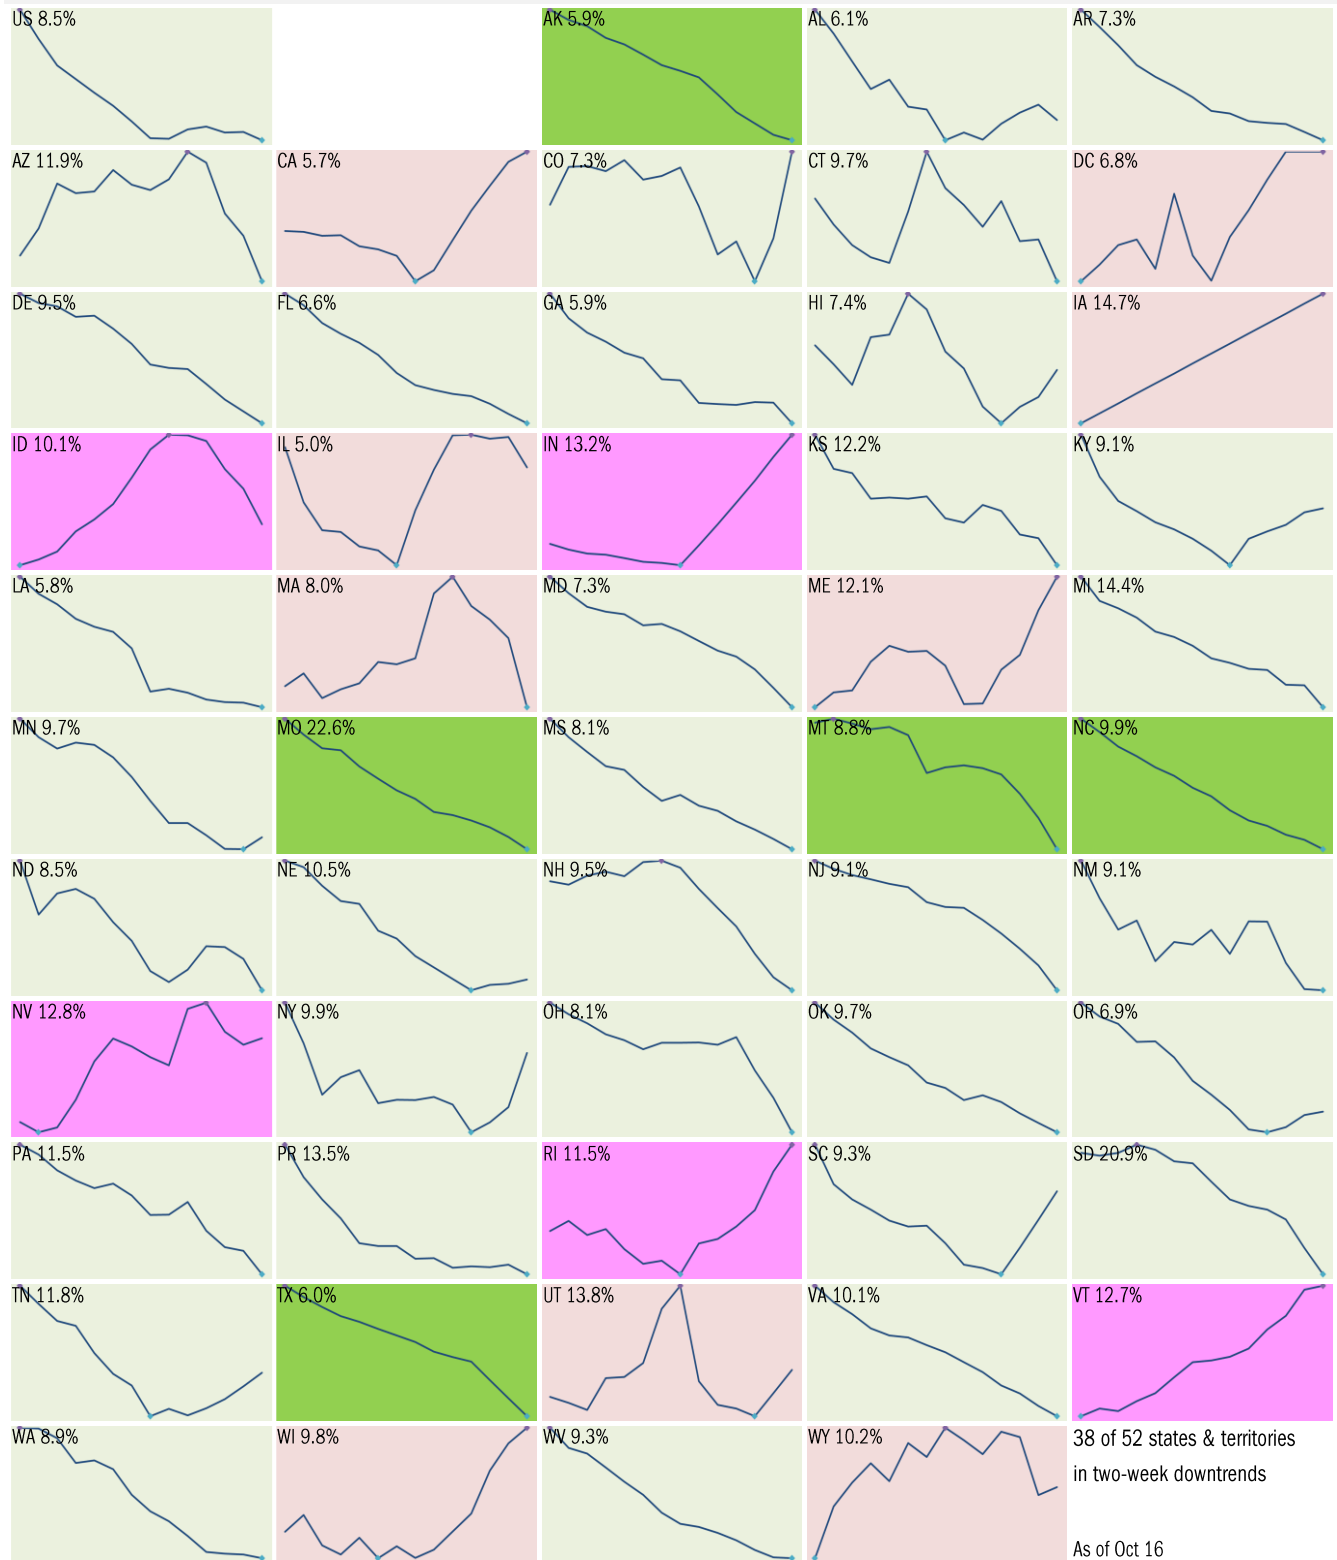 US 8.5%
AK 5.9%
AL 6.1%
AR 7.3%
AZ 11.9%
CA 5.7%
CO 7.3%
CT 9.7%
DC 6.8%
DE 9.5%
FL 6.6%
GA 5.9%
HI 7.4%
IA 14.7%
ID 10.1%
IL 5.0%
IN 13.2%
KS 12.2%
KY 9.1%
LA 5.8%
MA 8.0%
MD 7.3%
ME 12.1%
MI 14.4%
MN 9.7%
MO 22.6%
MS 8.1%
MT 8.8%
NC 9.9%
ND 8.5%
NE 10.5%
NH 9.5%
NJ 9.1%
NM 9.1%
NV 12.8%
NY 9.9%
OH 8.1%
OK 9.7%
OR 6.9%
PA 11.5%
PR 13.5%
RI 11.5%
SC 9.3%
SD 20.9%
TN 11.8%
TX 6.0%
UT 13.8%
VA 10.1%
VT 12.7%
WA 8.9%
WI 9.8%
WV 9.3%
WY 10.2%
38 of 52 states & territories
in two-week downtrends
As of Oct 16